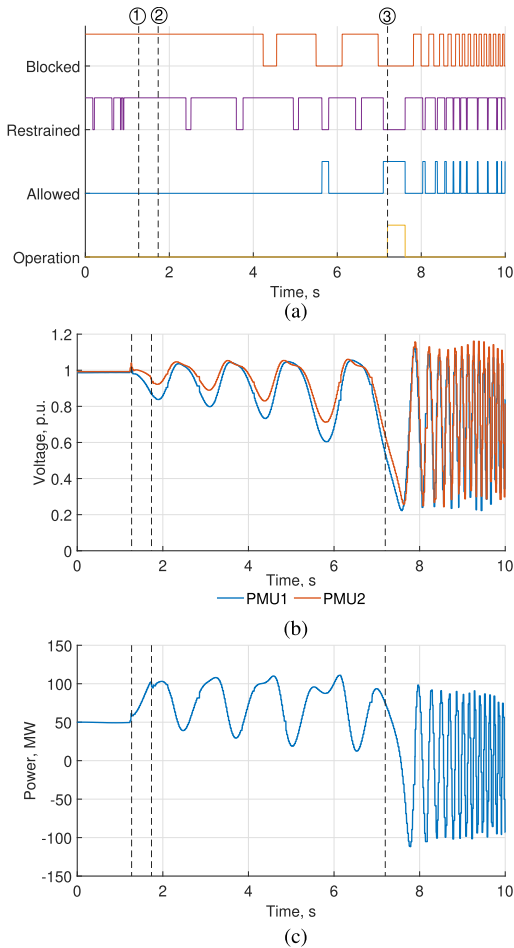 1 2 3
Blocked
Restrained
Allowed
Operation
0 2 4 6 8 10
Time, s
(a)
1.2
1
0.8
0.6
0.4
0.2
0
Voltage, p.u.
0 2 4 6 8 10
Time, s
PMU1 PMU2
(b)
150
100
50
0
-50
-100
-150
Power, MW
0 2 4 6 8 10
Time, s
(c)